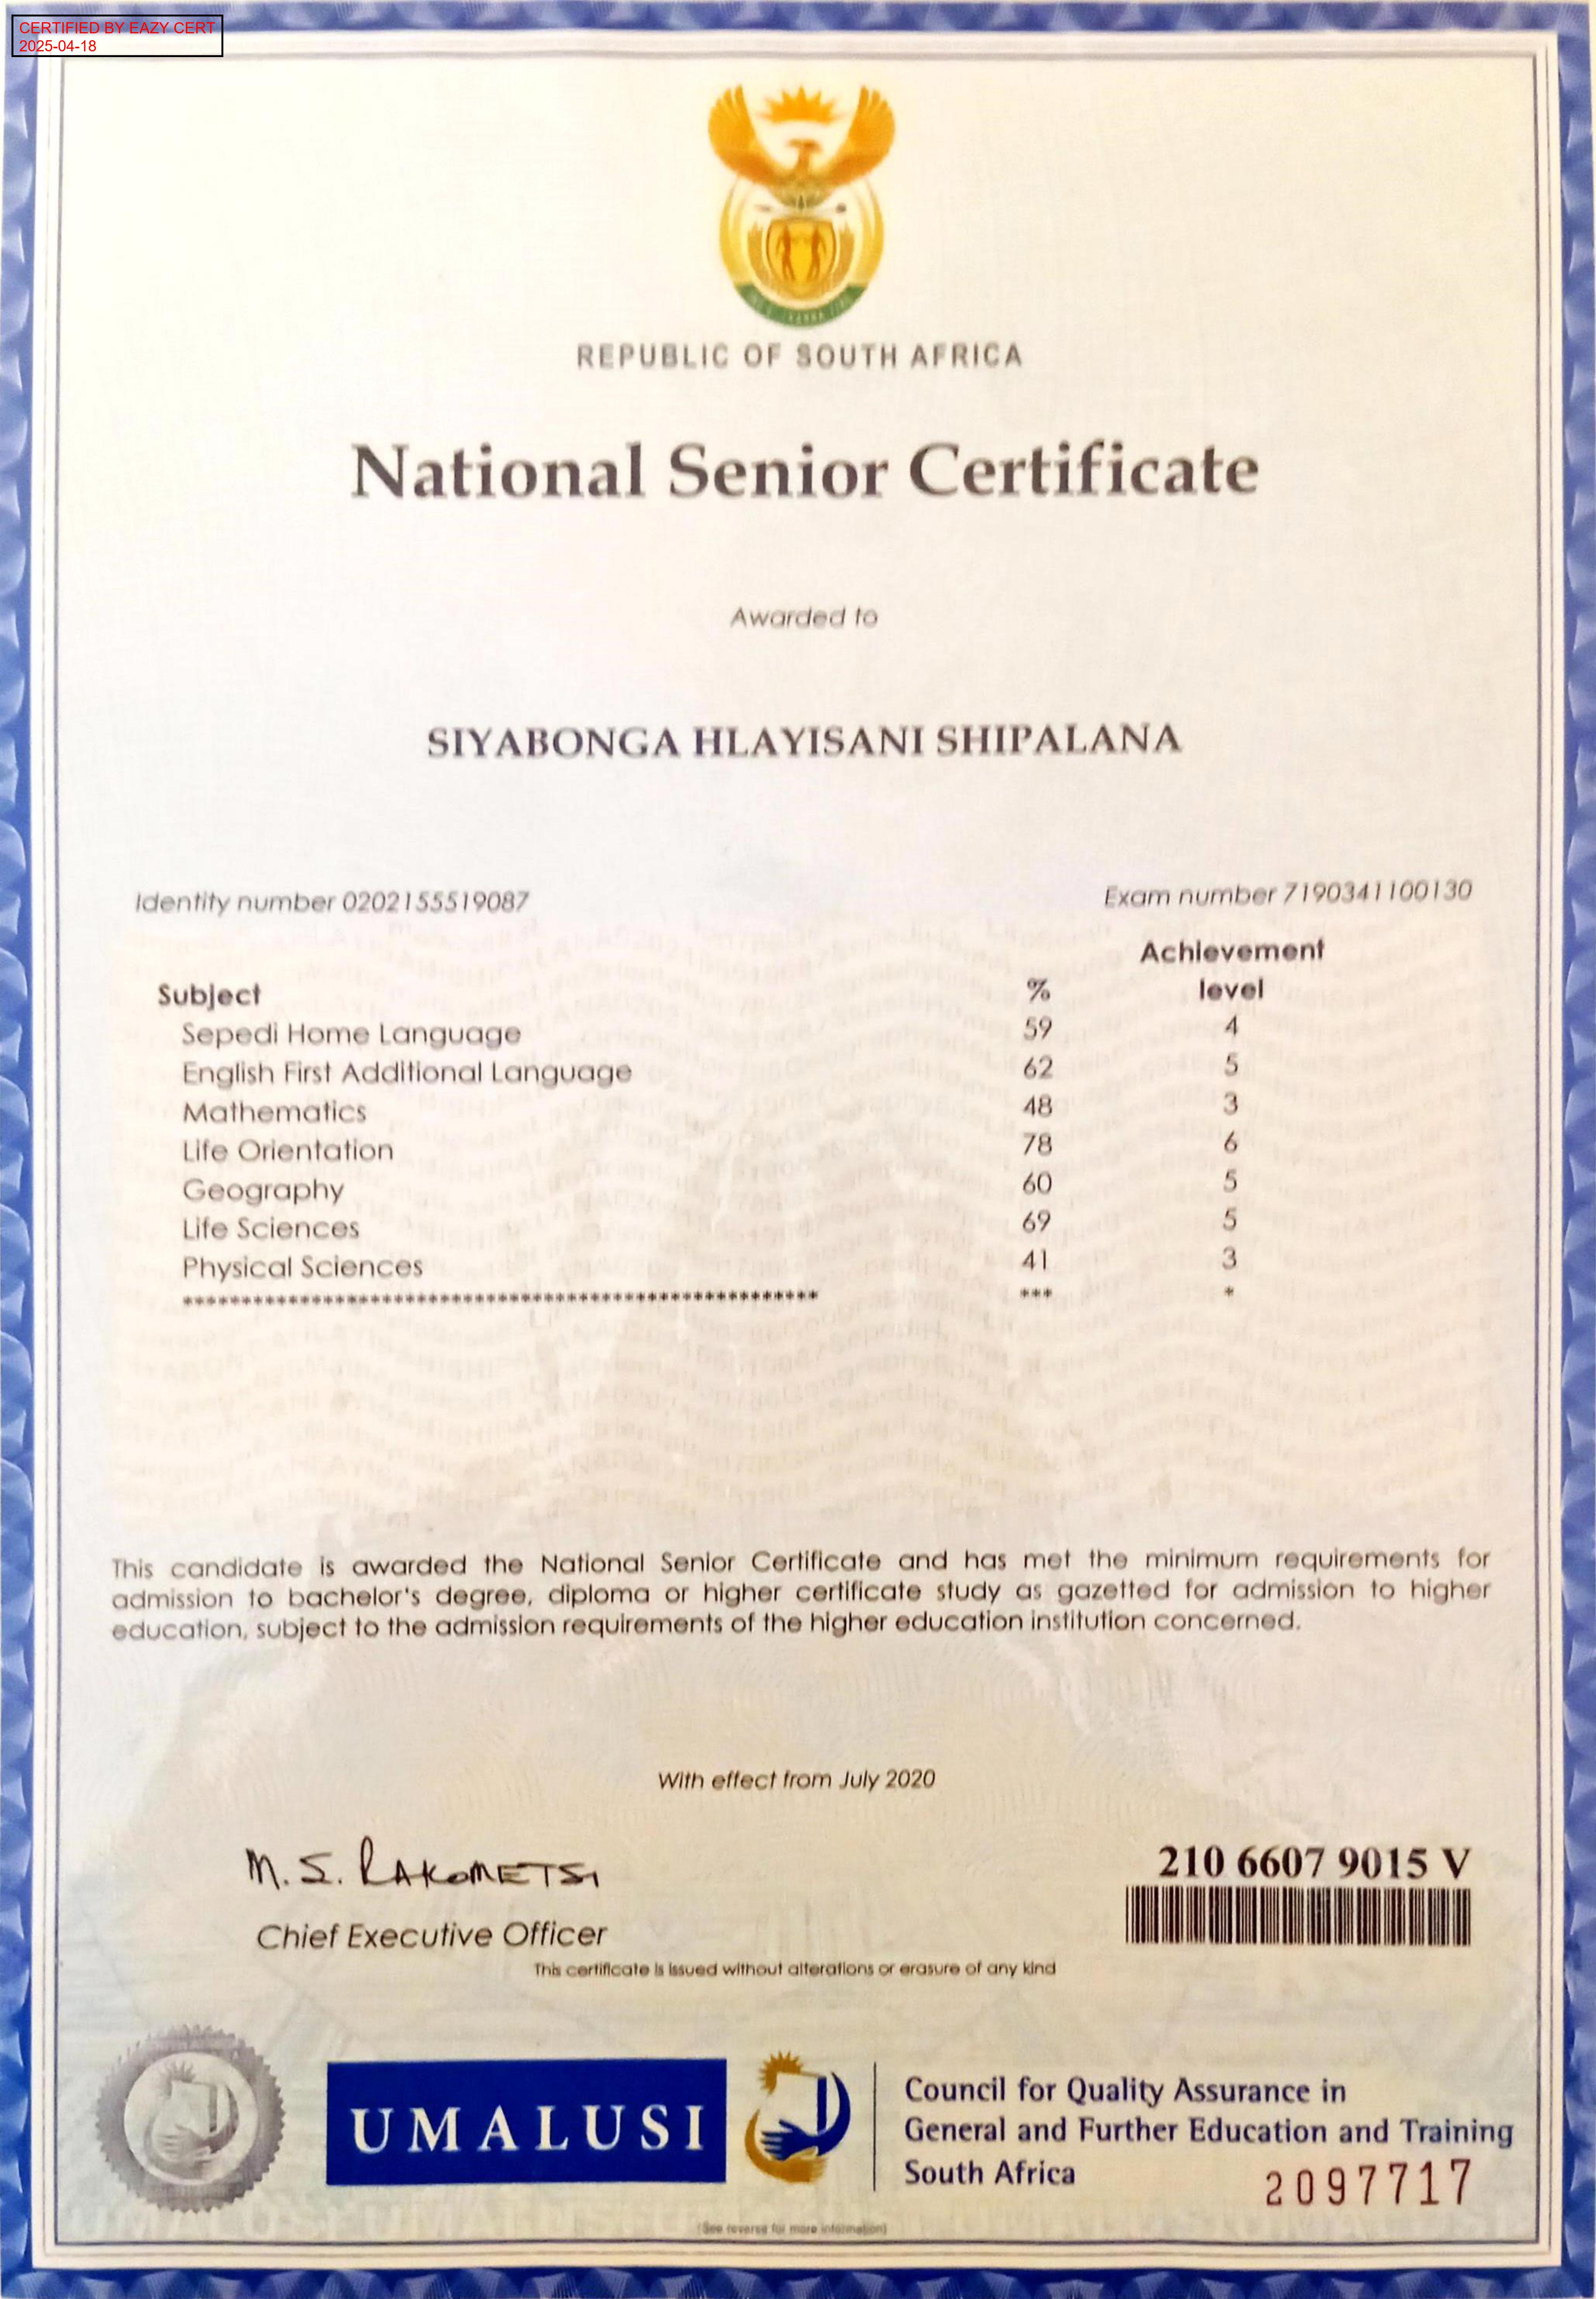 CERTIFIED BY EAZY CERT
2025-04-18
REPUBLIC OF SOUTH AFRICA
National Senior Certificate
Awarded to
SIYABONGA HLAYISANI SHIPALANA
Identity number 0202155519087 Exam number 7190341100130
Achievement
Subject % level
Sepedi Home Language 59 4
English First Additional Language 62 5
Mathematics 48 3
Life Orientation 78 6
Geography 60 5
Life Sciences 69 5
Physical Sciences 41 3
****************************************************** *** *
This candidate is awarded the National Senior Certificate and has met the minimum requirements for
admission to bachelor's degree, diploma or higher certificate study as gazetted for admission to higher
education, subject to the admission requirements of the higher education institution concerned.
With effect from July 2020
M.S. RAKOMETSI
210 6607 9015 V
Chief Executive Officer
This certificate is issued without alterations or erasure of any kind
UMALUSI
Council for Quality Assurance in
General and Further Education and Training
South Africa
2097717
(See reverse for more information)